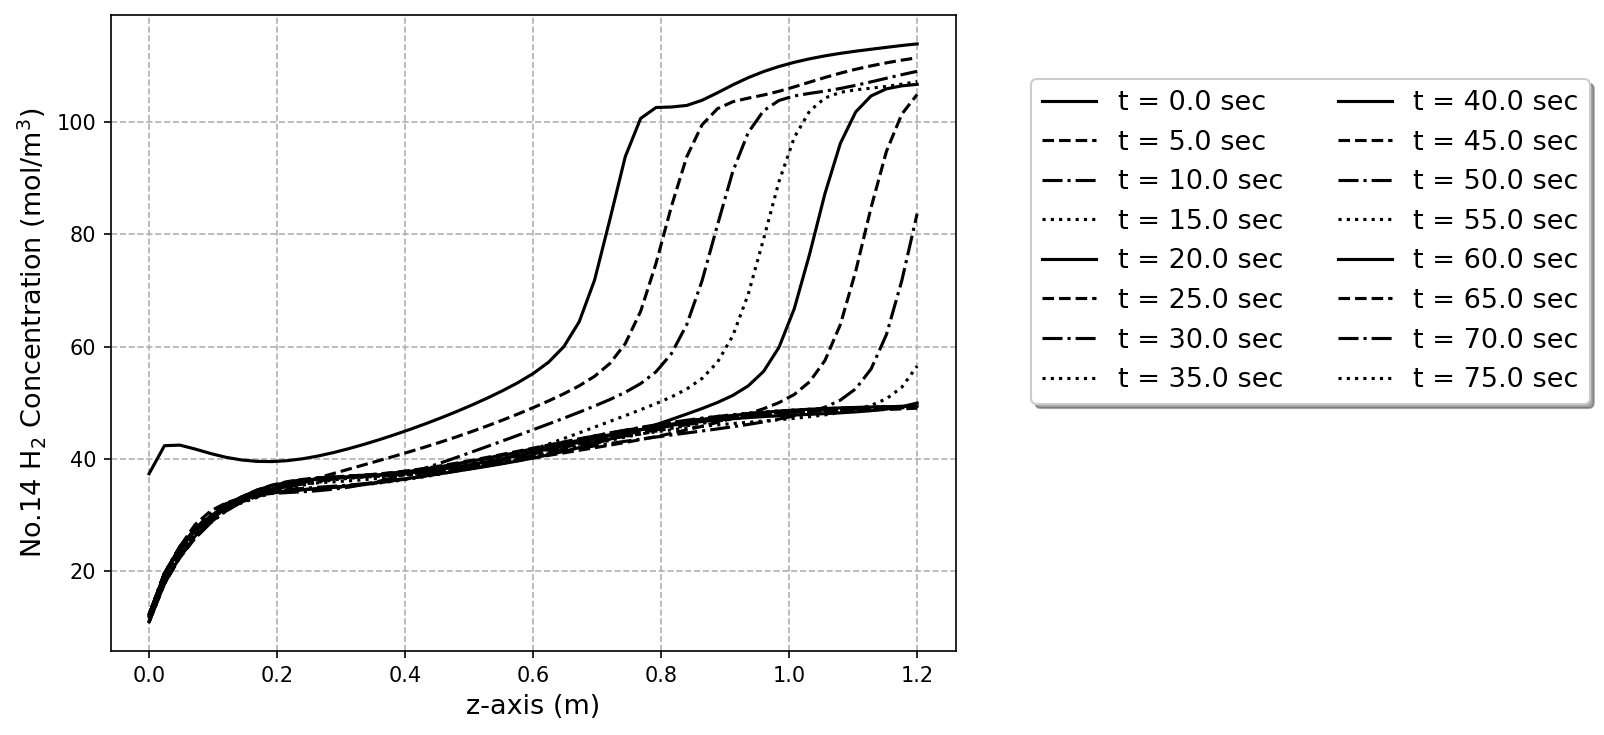 No.14 H₂ Concentration (mol/m³)
100
80
60
40
20
0.0 0.2 0.4 0.6 0.8 1.0 1.2
z-axis (m)
t = 0.0 sec
t = 5.0 sec
t = 10.0 sec
t = 15.0 sec
t = 20.0 sec
t = 25.0 sec
t = 30.0 sec
t = 35.0 sec
t = 40.0 sec
t = 45.0 sec
t = 50.0 sec
t = 55.0 sec
t = 60.0 sec
t = 65.0 sec
t = 70.0 sec
t = 75.0 sec